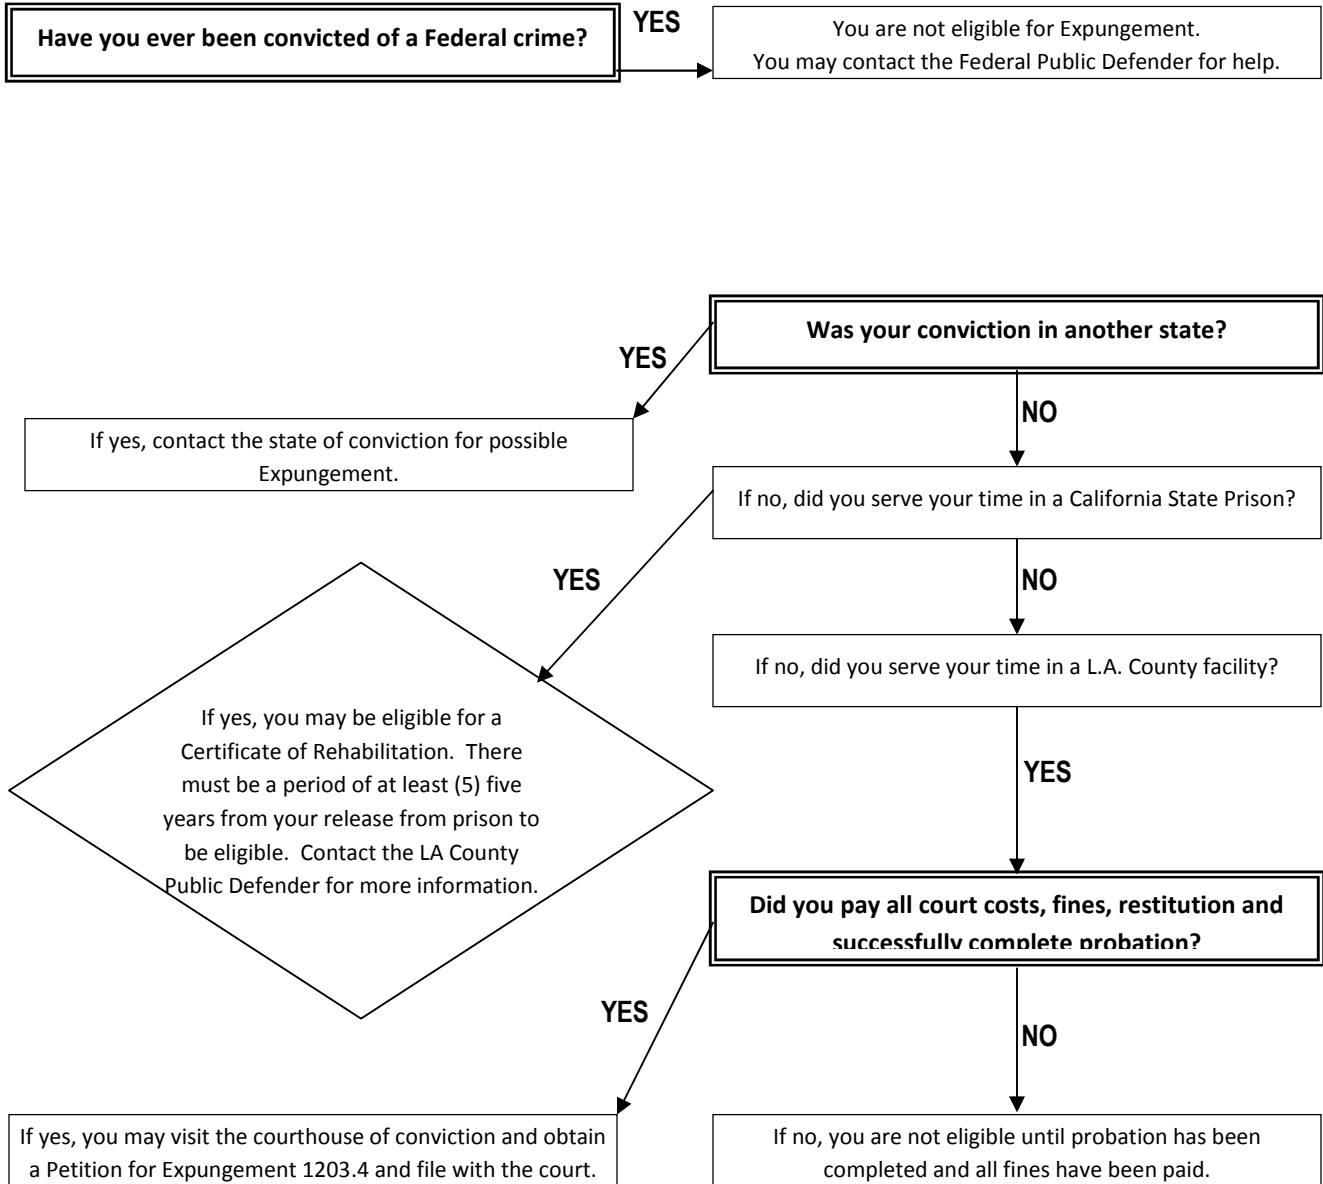 Have you ever been convicted of a Federal crime?
YES
You are not eligible for Expungement.
You may contact the Federal Public Defender for help.
Was your conviction in another state?
YES
NO
If yes, contact the state of conviction for possible
Expungement.
If no, did you serve your time in a California State Prison?
YES
NO
If no, did you serve your time in a L.A. County facility?
If yes, you may be eligible for a
Certificate of Rehabilitation. There
must be a period of at least (5) five
years from your release from prison to
be eligible. Contact the LA County
Public Defender for more information.
YES
Did you pay all court costs, fines, restitution and
successfully complete probation?
YES
NO
If yes, you may visit the courthouse of conviction and obtain
a Petition for Expungement 1203.4 and file with the court.
If no, you are not eligible until probation has been
completed and all fines have been paid.